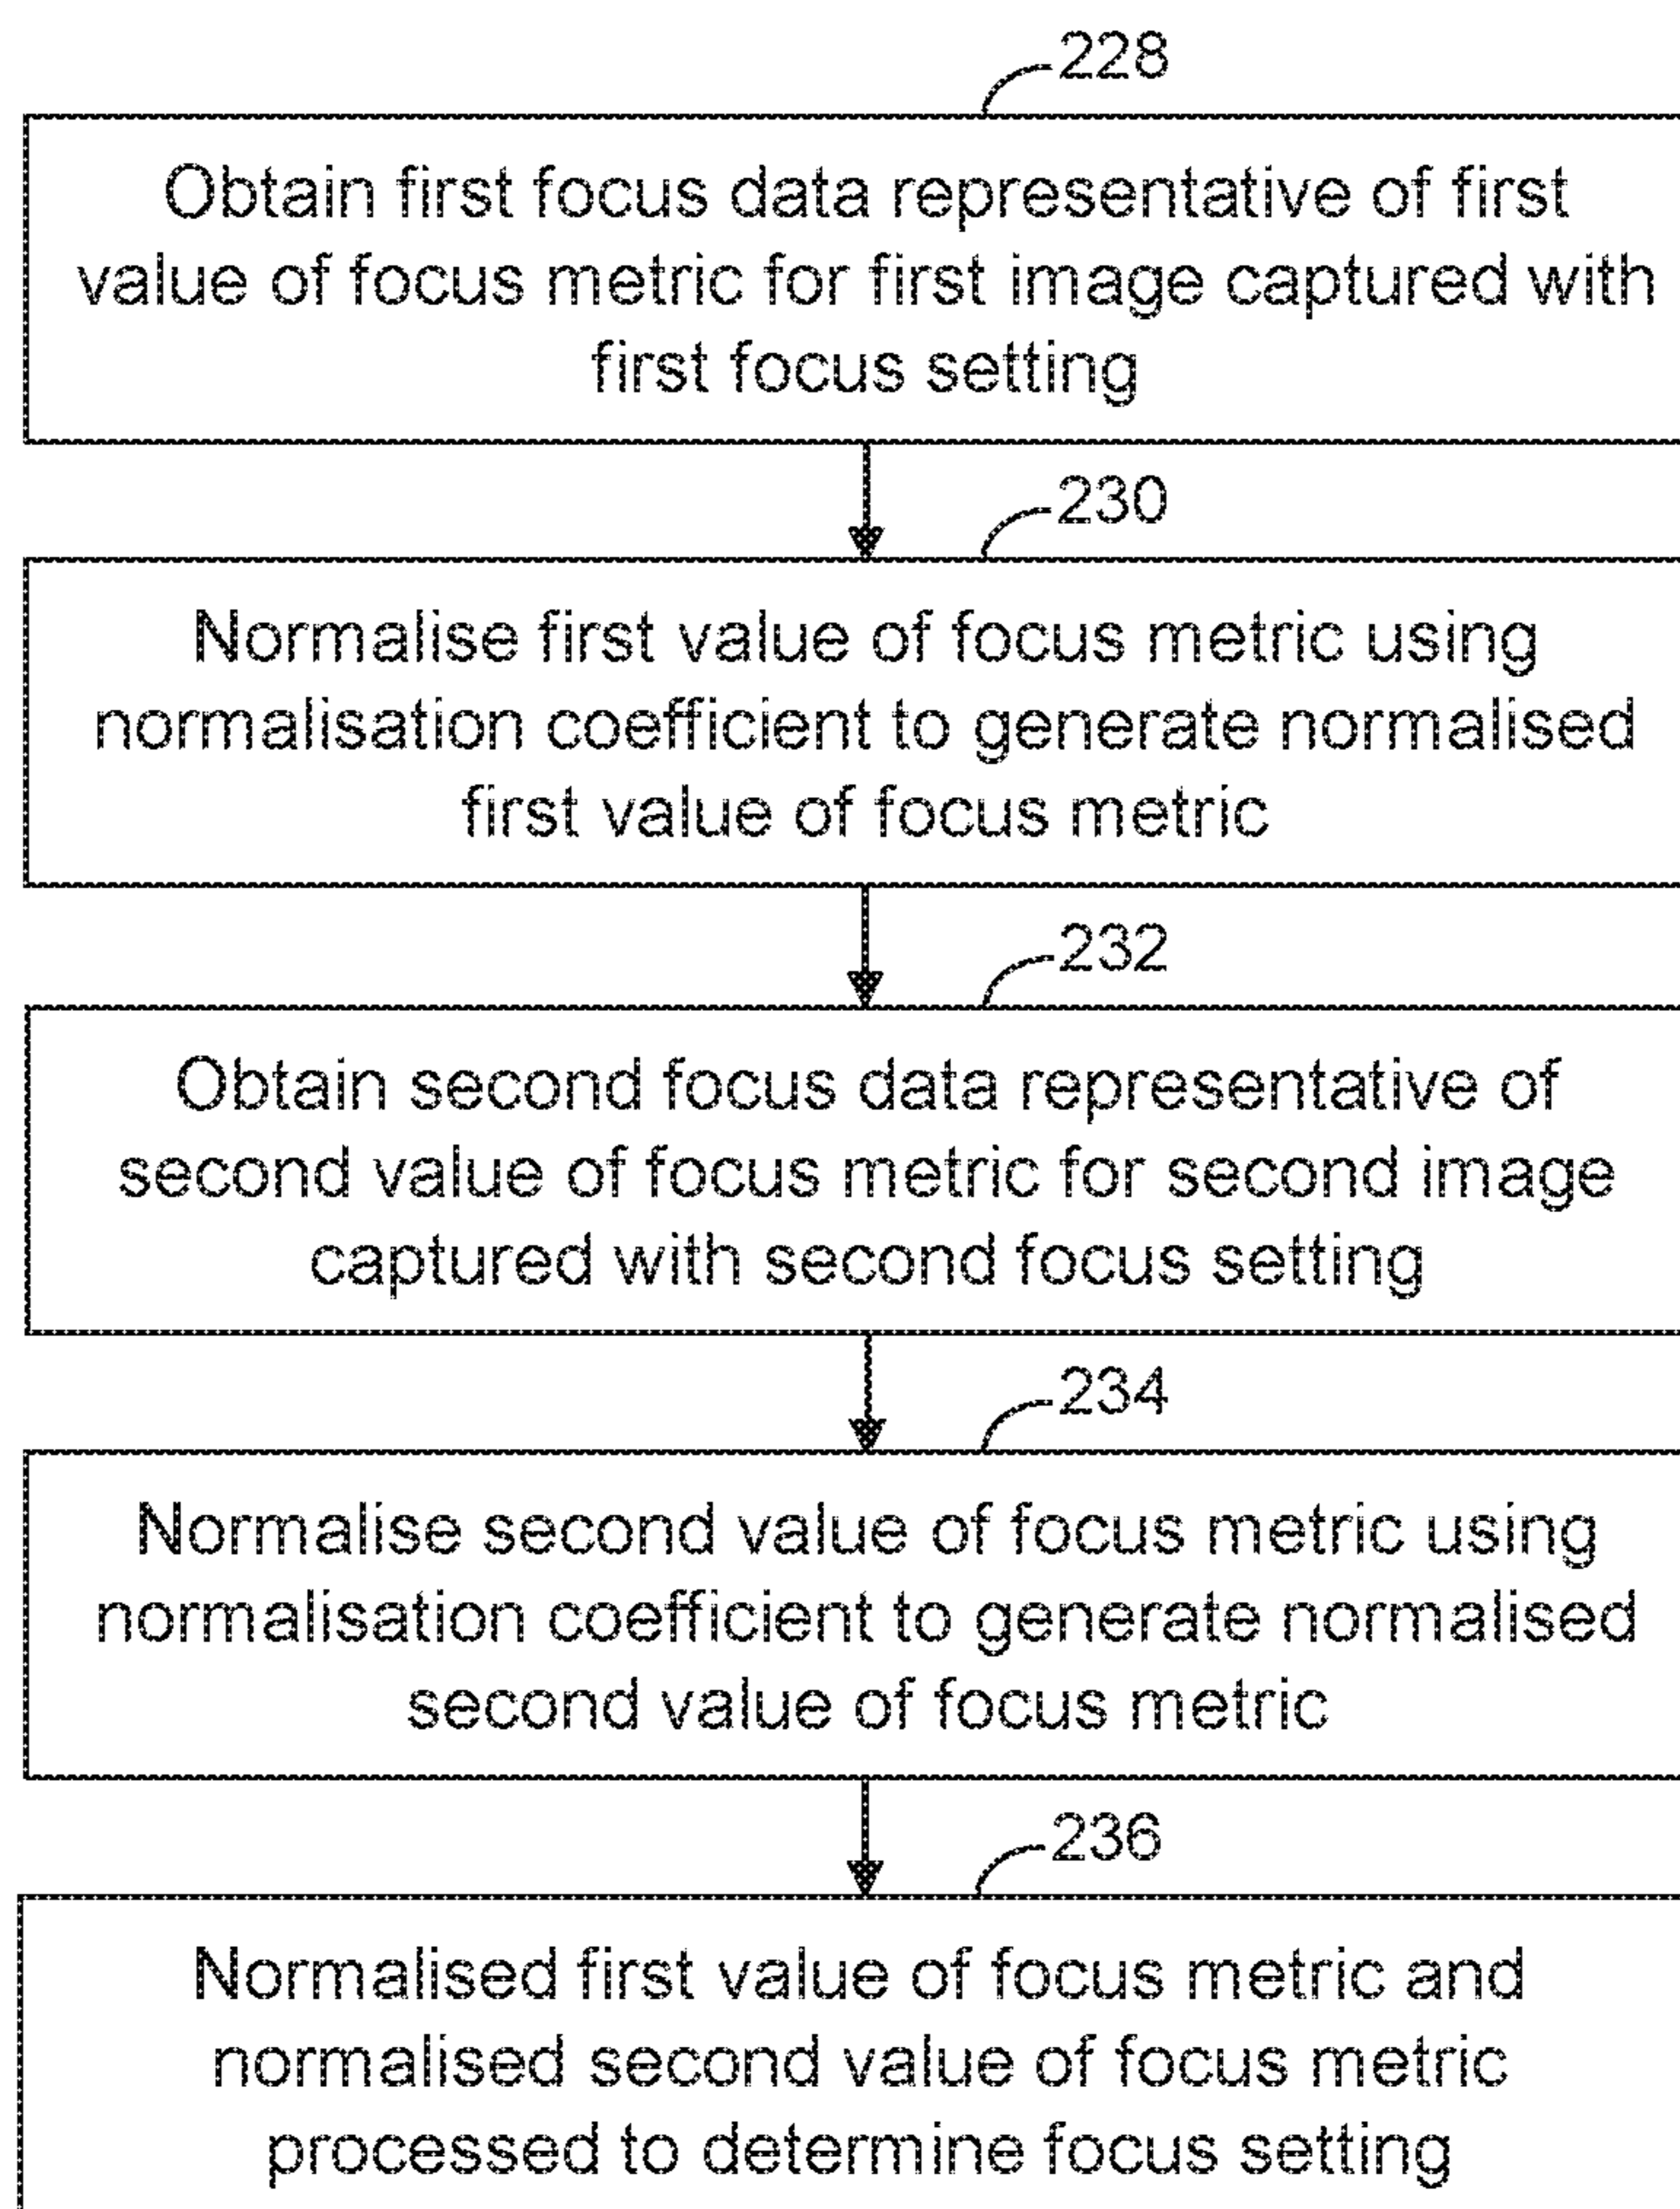 228
Obtain first focus data representative of first
value of focus metric for first image captured with
first focus setting
230
Normalise first value of focus metric using
normalisation coefficient to generate normalised
first value of focus metric
232
Obtain second focus data representative of
second value of focus metric for second image
captured with second focus setting
234
Normalise second value of focus metric using
normalisation coefficient to generate normalised
second value of focus metric
236
Normalised first value of focus metric and
normalised second value of focus metric
processed to determine focus setting